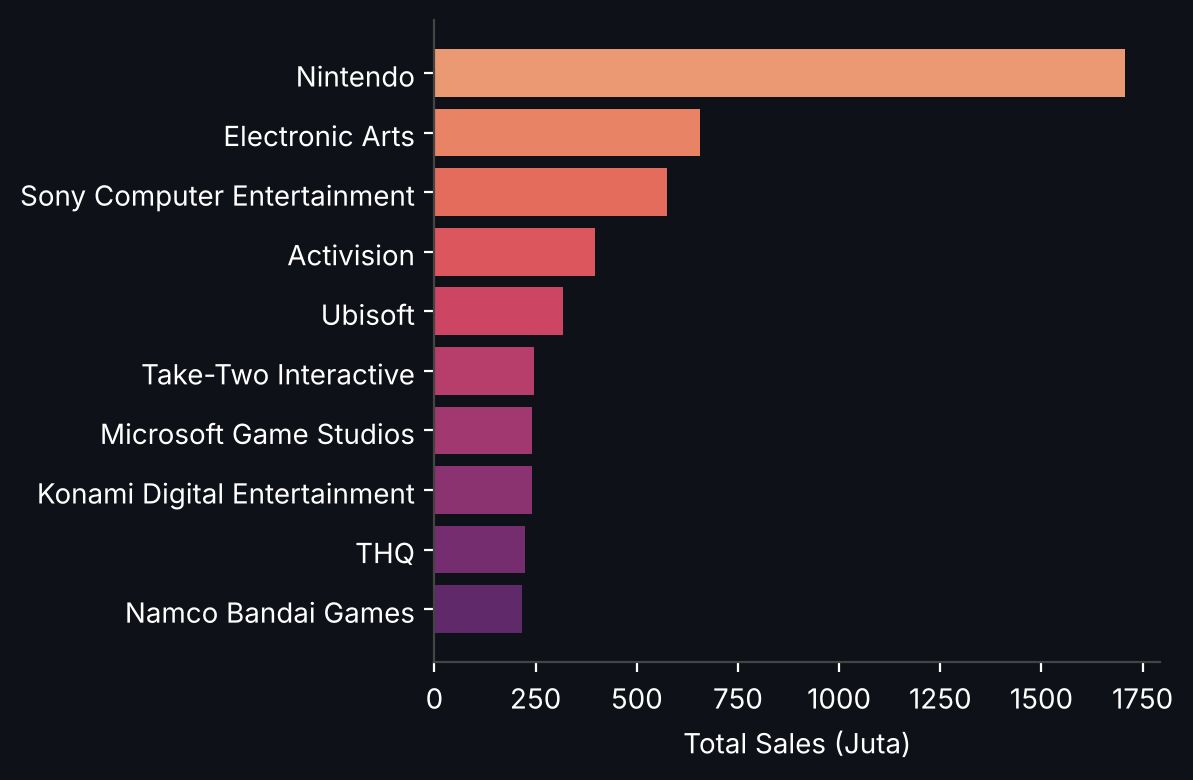 Nintendo
Electronic Arts
Sony Computer Entertainment
Activision
Ubisoft
Take-Two Interactive
Microsoft Game Studios
Konami Digital Entertainment
THQ
Namco Bandai Games
0 250 500 750 1000 1250 1500 1750
Total Sales (Juta)